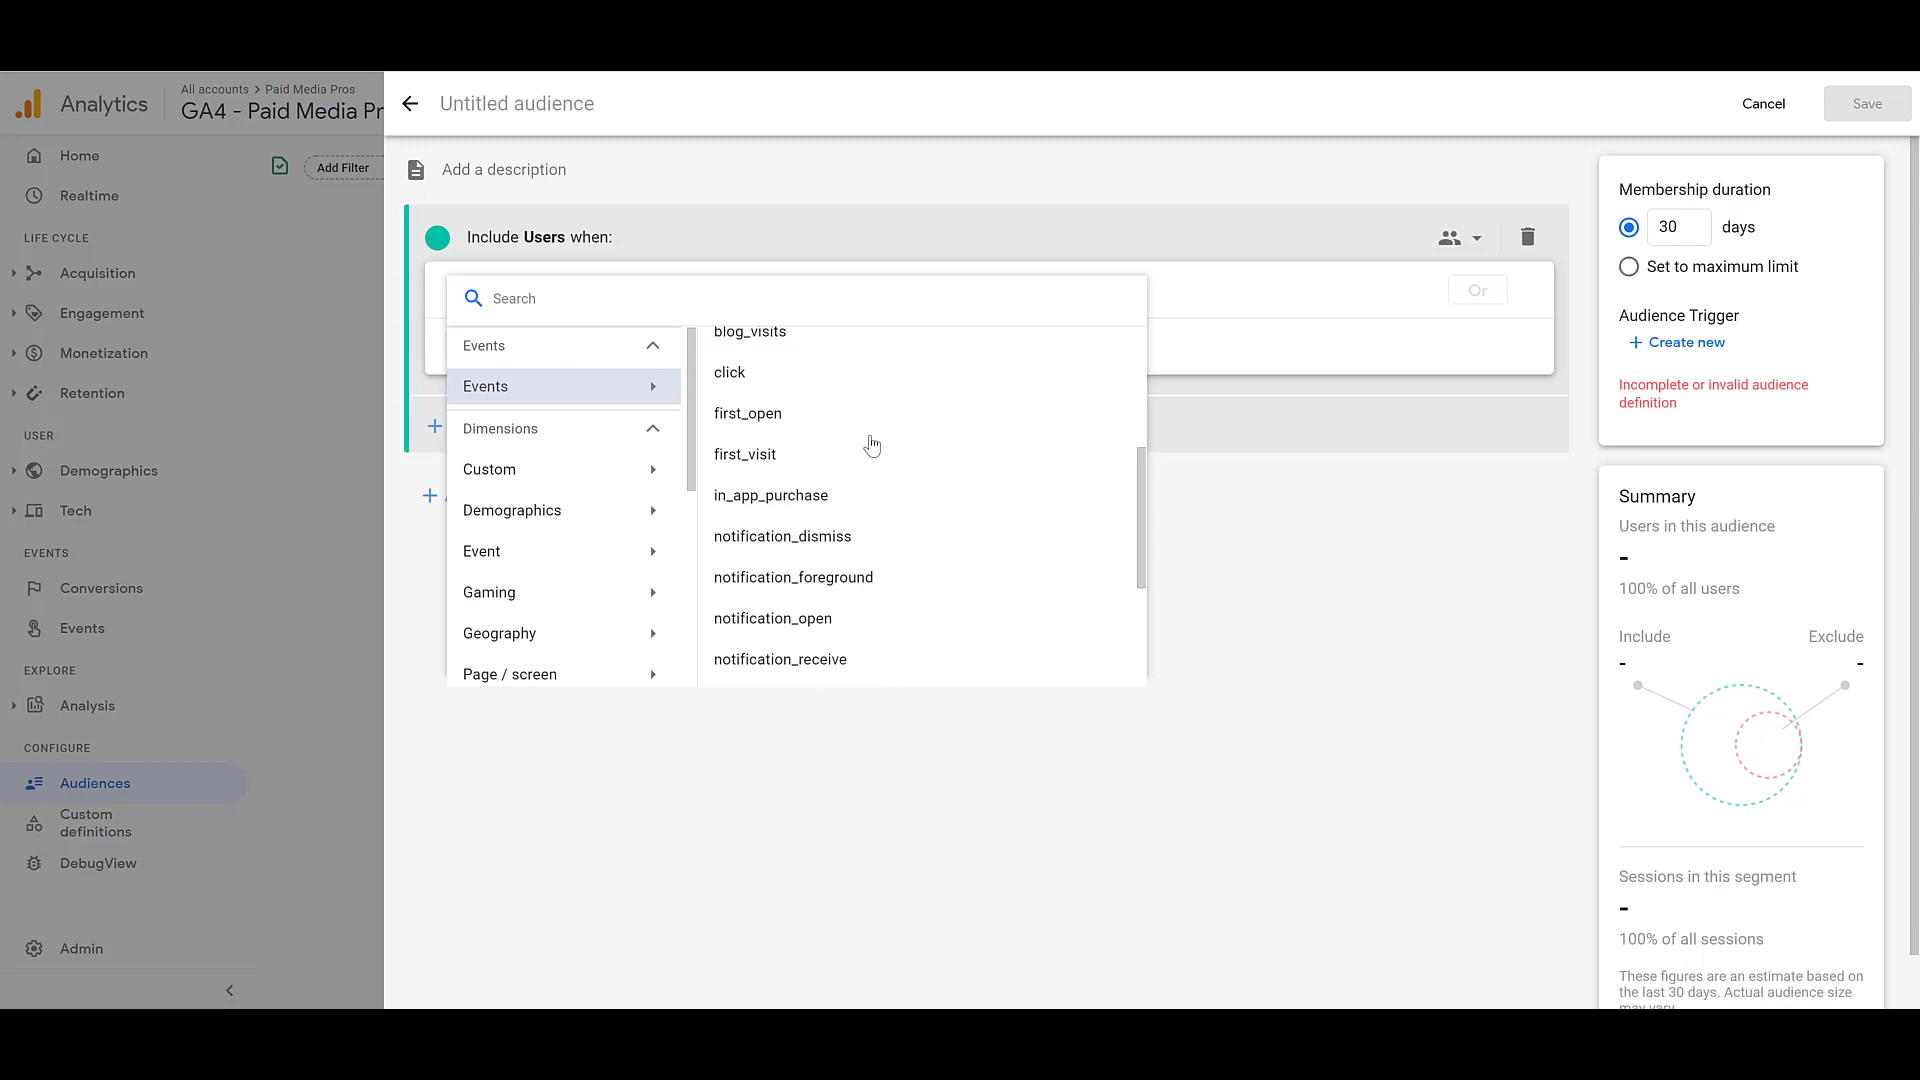 Analytics
All accounts > Paid Media Pros
GA4 - Paid Media Pr
Untitled audience
Cancel
Save
Home
Realtime
LIFE CYCLE
Acquisition
Engagement
Monetization
Retention
USER
Demographics
Tech
EVENTS
Conversions
Events
EXPLORE
Analysis
CONFIGURE
Audiences
Custom
definitions
DebugView
Admin
Add Filter
Add a description
Include Users when:
Or
Search
Events
Events
Dimensions
Custom
Demographics
Event
Gaming
Geography
Page / screen
blog_visits
click
first_open
first_visit
in_app_purchase
notification_dismiss
notification_foreground
notification_open
notification_receive
Membership duration
30 days
Set to maximum limit
Audience Trigger
+ Create new
Incomplete or invalid audience
definition
Summary
Users in this audience
-
100% of all users
Include Exclude
- -
Sessions in this segment
-
100% of all sessions
These figures are an estimate based on
the last 30 days. Actual audience size
may vary.